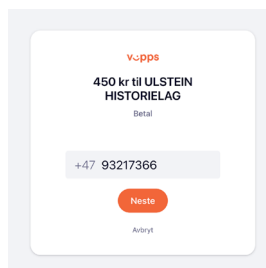 vipps
450 kr til ULSTEIN
HISTORIELAG
Betal
+47 93217366
Neste
Avbryt